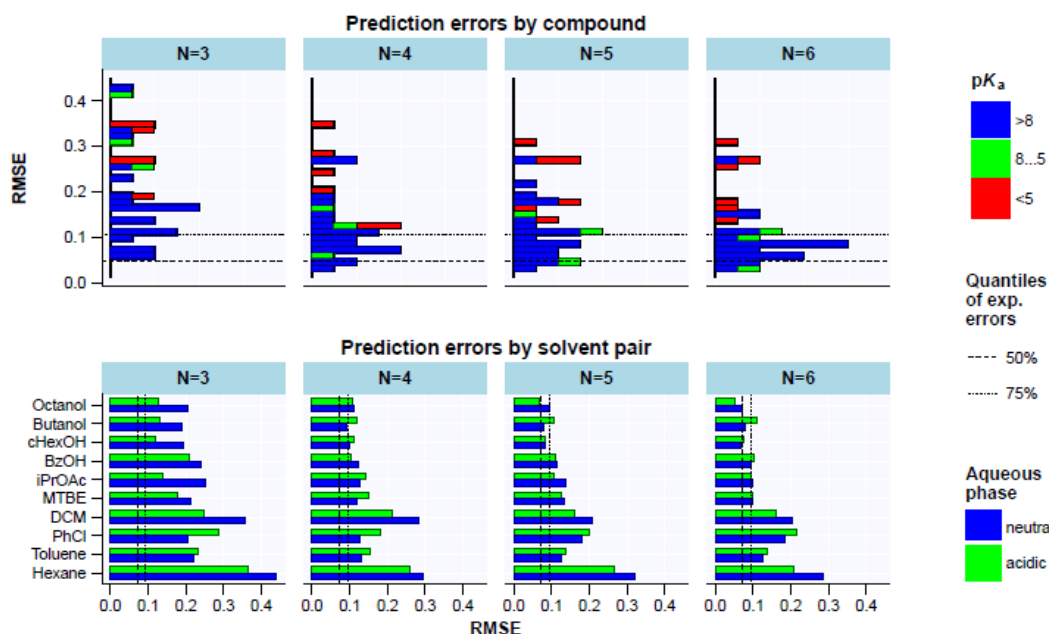 Prediction errors by compound
N=3 N=4 N=5 N=6
RMSE
0.4
0.3
0.2
0.1
0.0
pKa
>8
8...5
<5
Quantiles
of exp.
errors
50%
75%
Prediction errors by solvent pair
N=3 N=4 N=5 N=6
Octanol
Butanol
cHexOH
BzOH
iPrOAc
MTBE
DCM
PhCl
Toluene
Hexane
0.0 0.1 0.2 0.3 0.4 0.0 0.1 0.2 0.3 0.4 0.0 0.1 0.2 0.3 0.4 0.0 0.1 0.2 0.3 0.4
RMSE
Aqueous
phase
neutra
acidic